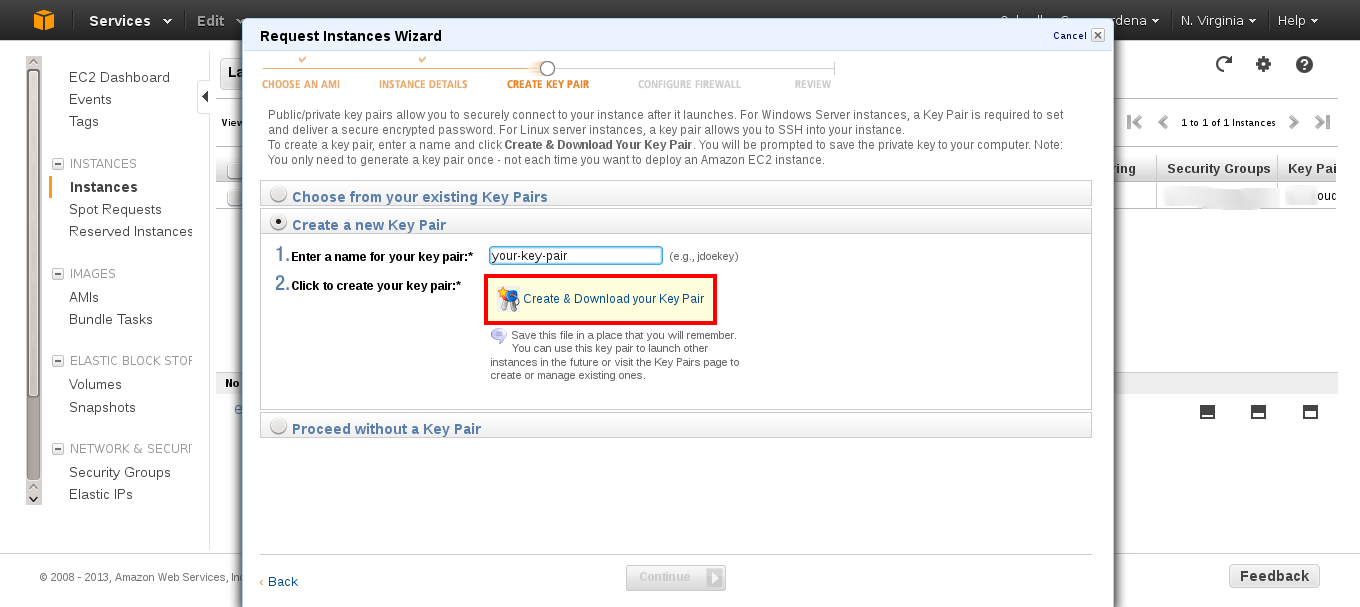 Services Edit N. Virginia Help
Request Instances Wizard
Cancel
CHOOSE AN AMI INSTANCE DETAILS CREATE KEY PAIR CONFIGURE FIREWALL REVIEW
Public/private key pairs allow you to securely connect to your instance after it launches. For Windows Server instances, a Key Pair is required to set
and deliver a secure encrypted password. For Linux server instances, a key pair allows you to SSH into your instance.
To create a key pair, enter a name and click Create & Download Your Key Pair. You will be prompted to save the private key to your computer. Note:
You only need to generate a key pair once - not each time you want to deploy an Amazon EC2 instance.
Choose from your existing Key Pairs
Create a new Key Pair
1. Enter a name for your key pair:* your-key-pair (e.g., jdoekey)
2. Click to create your key pair:*
Create & Download your Key Pair
Save this file in a place that you will remember.
You can use this key pair to launch other
instances in the future or visit the Key Pairs page to
create or manage existing ones.
Proceed without a Key Pair
Back
Continue
EC2 Dashboard
Events
Tags
INSTANCES
Instances
Spot Requests
Reserved Instances
IMAGES
AMIs
Bundle Tasks
ELASTIC BLOCK STOR
Volumes
Snapshots
NETWORK & SECURI
Security Groups
Elastic IPs
View
No
1 to 1 of 1 Instances
ring Security Groups Key Pai
© 2008 - 2013, Amazon Web Services, Inc
Feedback